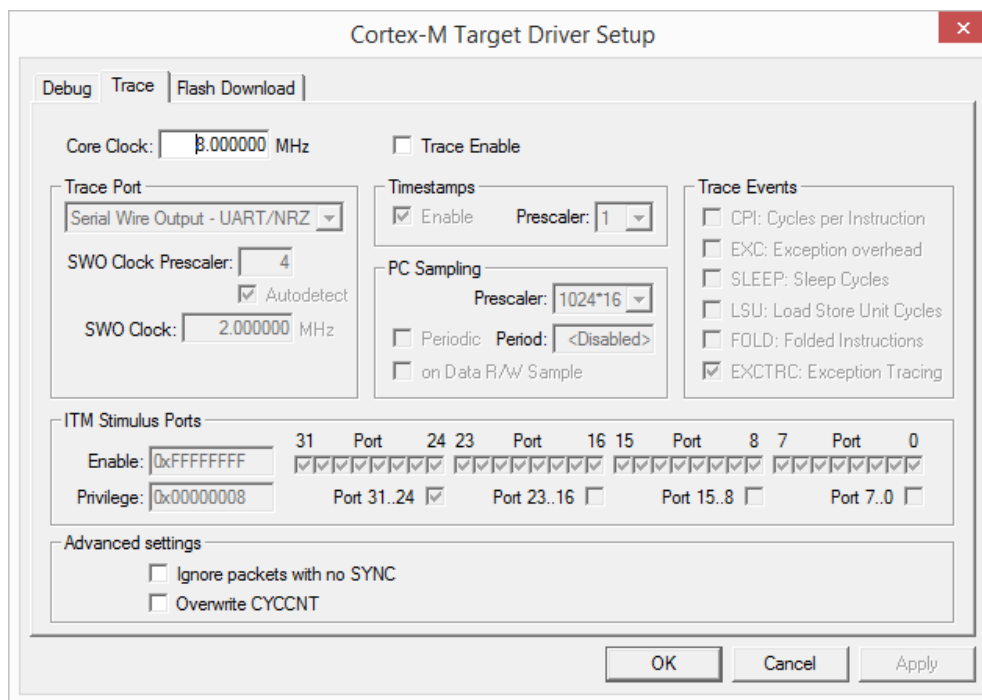 Cortex-M Target Driver Setup
Debug Trace Flash Download
Core Clock: 8.000000 MHz Trace Enable
Trace Port
Serial Wire Output - UART/NRZ
SWO Clock Prescaler: 4
Autodetect
SWO Clock: 2.000000 MHz
Timestamps
Enable Prescaler: 1
PC Sampling
Prescaler: 1024*16
Periodic Period: <Disabled>
on Data R/W Sample
Trace Events
CPI: Cycles per Instruction
EXC: Exception overhead
SLEEP: Sleep Cycles
LSU: Load Store Unit Cycles
FOLD: Folded Instructions
EXCTRC: Exception Tracing
ITM Stimulus Ports
31 Port 24 23 Port 16 15 Port 8 7 Port 0
Enable: 0xFFFFFFFF
Privilege: 0x00000008 Port 31..24 Port 23..16 Port 15..8 Port 7..0
Advanced settings
Ignore packets with no SYNC
Overwrite CYCCNT
OK Cancel Apply